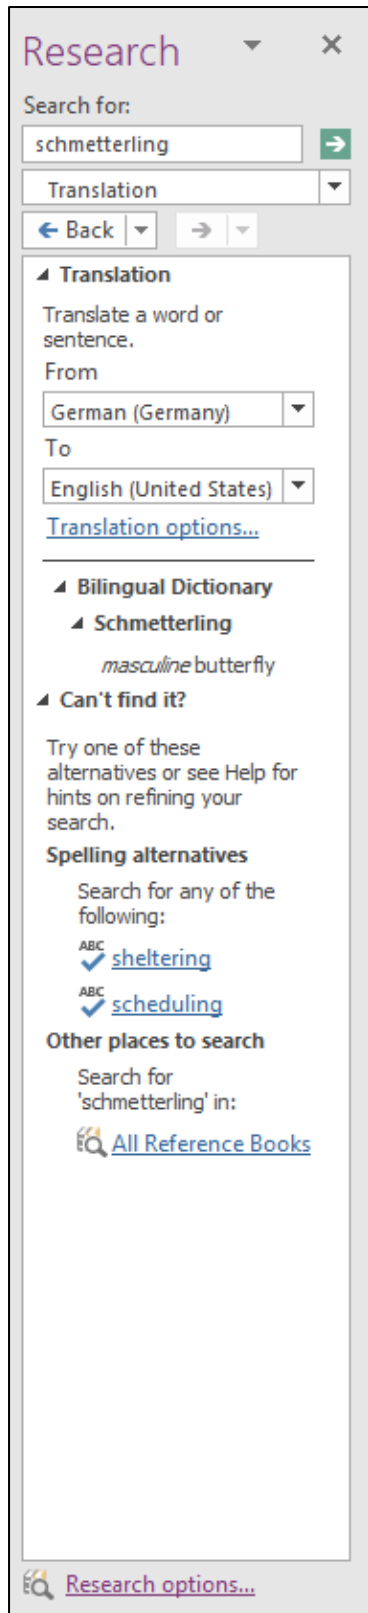 Research
Search for:
schmetterling
Translation
Back
Translation
Translate a word or
sentence.
From
German (Germany)
To
English (United States)
Translation options...
Bilingual Dictionary
Schmetterling
masculine butterfly
Can't find it?
Try one of these
alternatives or see Help for
hints on refining your
search.
Spelling alternatives
Search for any of the
following:
ABC sheltering
ABC scheduling
Other places to search
Search for
'schmetterling' in:
All Reference Books
Research options...